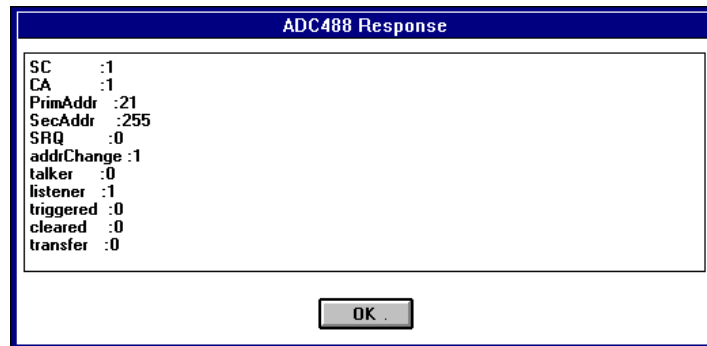 ADC488 Response
SC :1
CA :1
PrimAddr :21
SecAddr :255
SRQ :0
addrChange :1
talker :0
listener :1
triggered :0
cleared :0
transfer :0
OK .